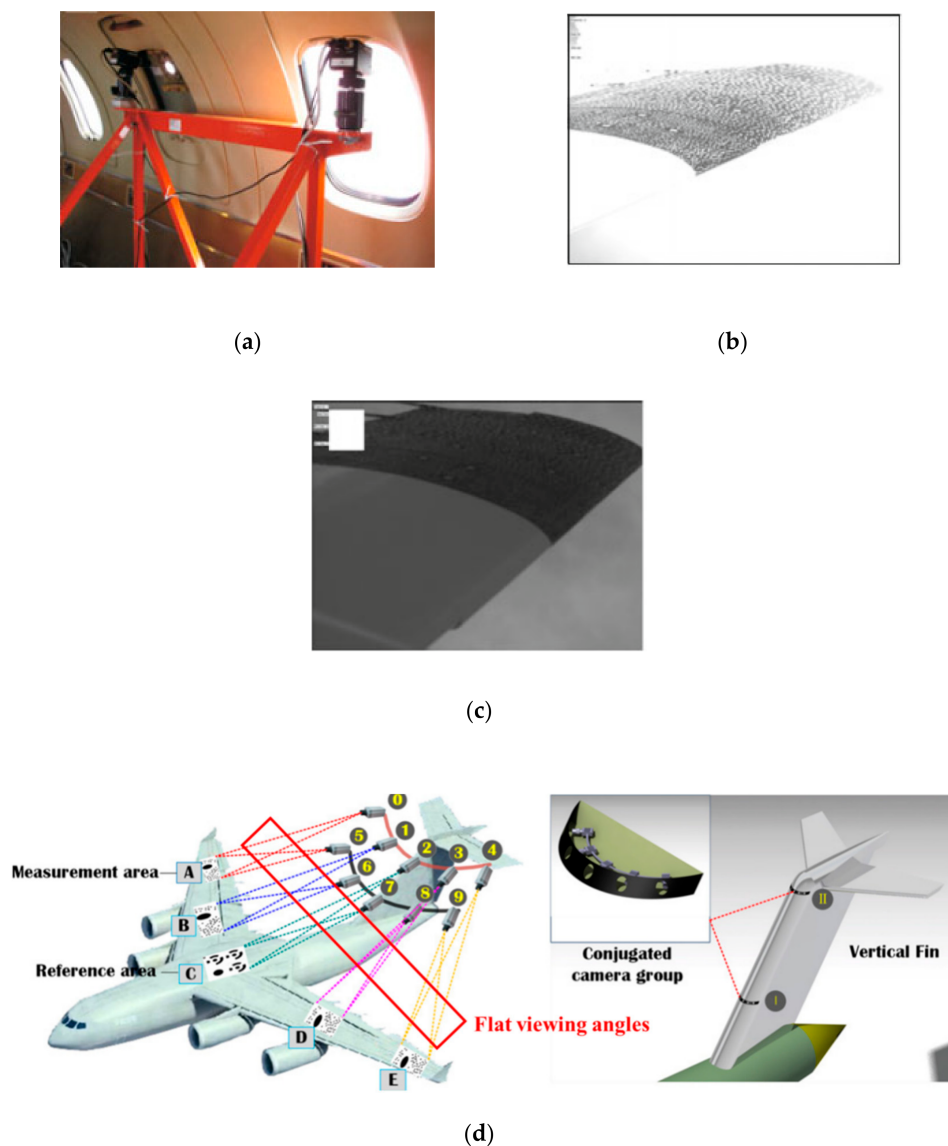 (a)
(b)
(c)
0
1
2
3
4
5
6
7
8
9
Measurement area
A
B
Reference area
C
D
E
Flat viewing angles
Conjugated
camera group
II
Vertical Fin
I
(d)